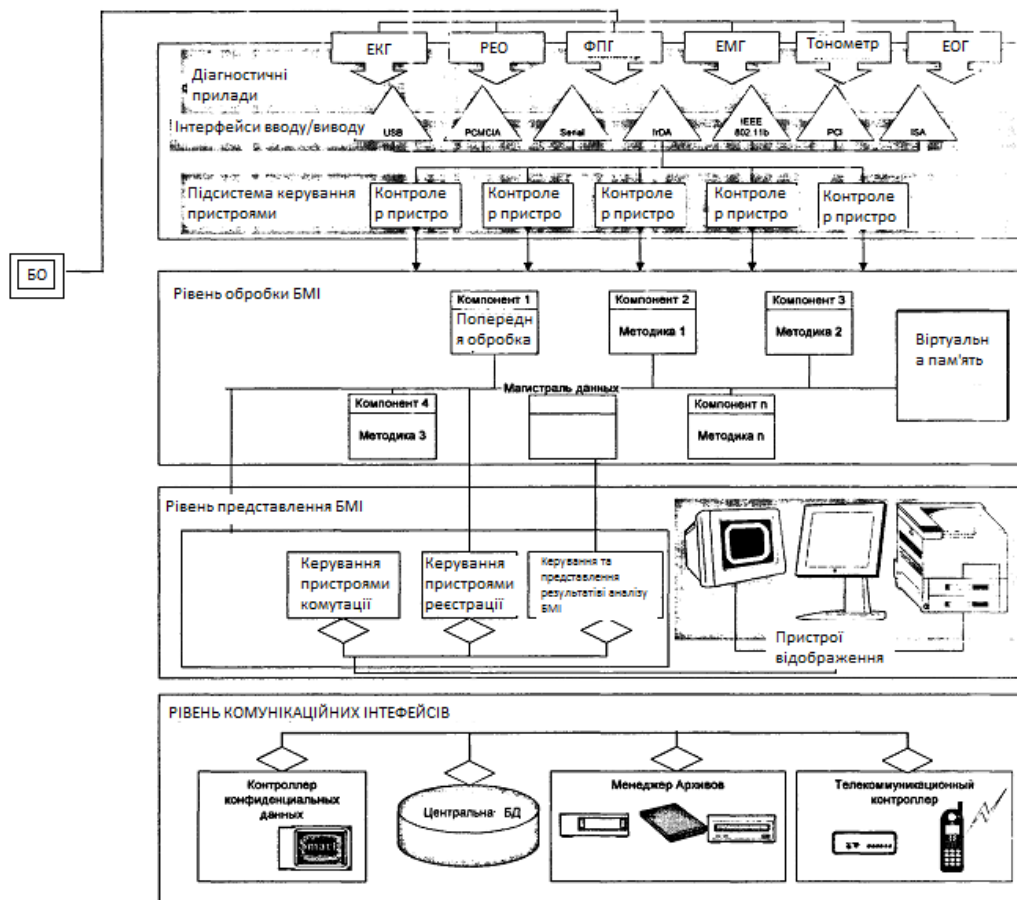 ЕКГ
РЕО
ФПГ
ЕМГ
Тонометр
ЕОГ
Діагностичні
прилади
Інтерфейси вводу/виводу
USB
PCMCIA
Serial
IrDA
IEEE
802.11b
PCI
ISA
Підсистема керування
пристроями
Контроле
р пристро
Контроле
р пристро
Контроле
р пристро
Контроле
р пристро
Контроле
р пристро
БО
Рівень обробки БМІ
Компонент 1
Попередн
я обробка
Компонент 2
Методика 1
Компонент 3
Методика 2
Віртуальн
а пам'ять
Магистраль данных
Компонент 4
Методика 3
Компонент n
Методика n
Рівень представлення БМІ
Керування
пристроями
комутації
Керування
пристроями
реєстрації
Керування та
представлення
результатіві аналізу
БМІ
Пристрої
відображення
РІВЕНЬ КОМУНІКАЦІЙНИХ ІНТЕФЕЙСІВ
Контроллер
конфиденциальных
данных
Центральна БД
Менеджер Архивов
Телекоммуникационный
контроллер